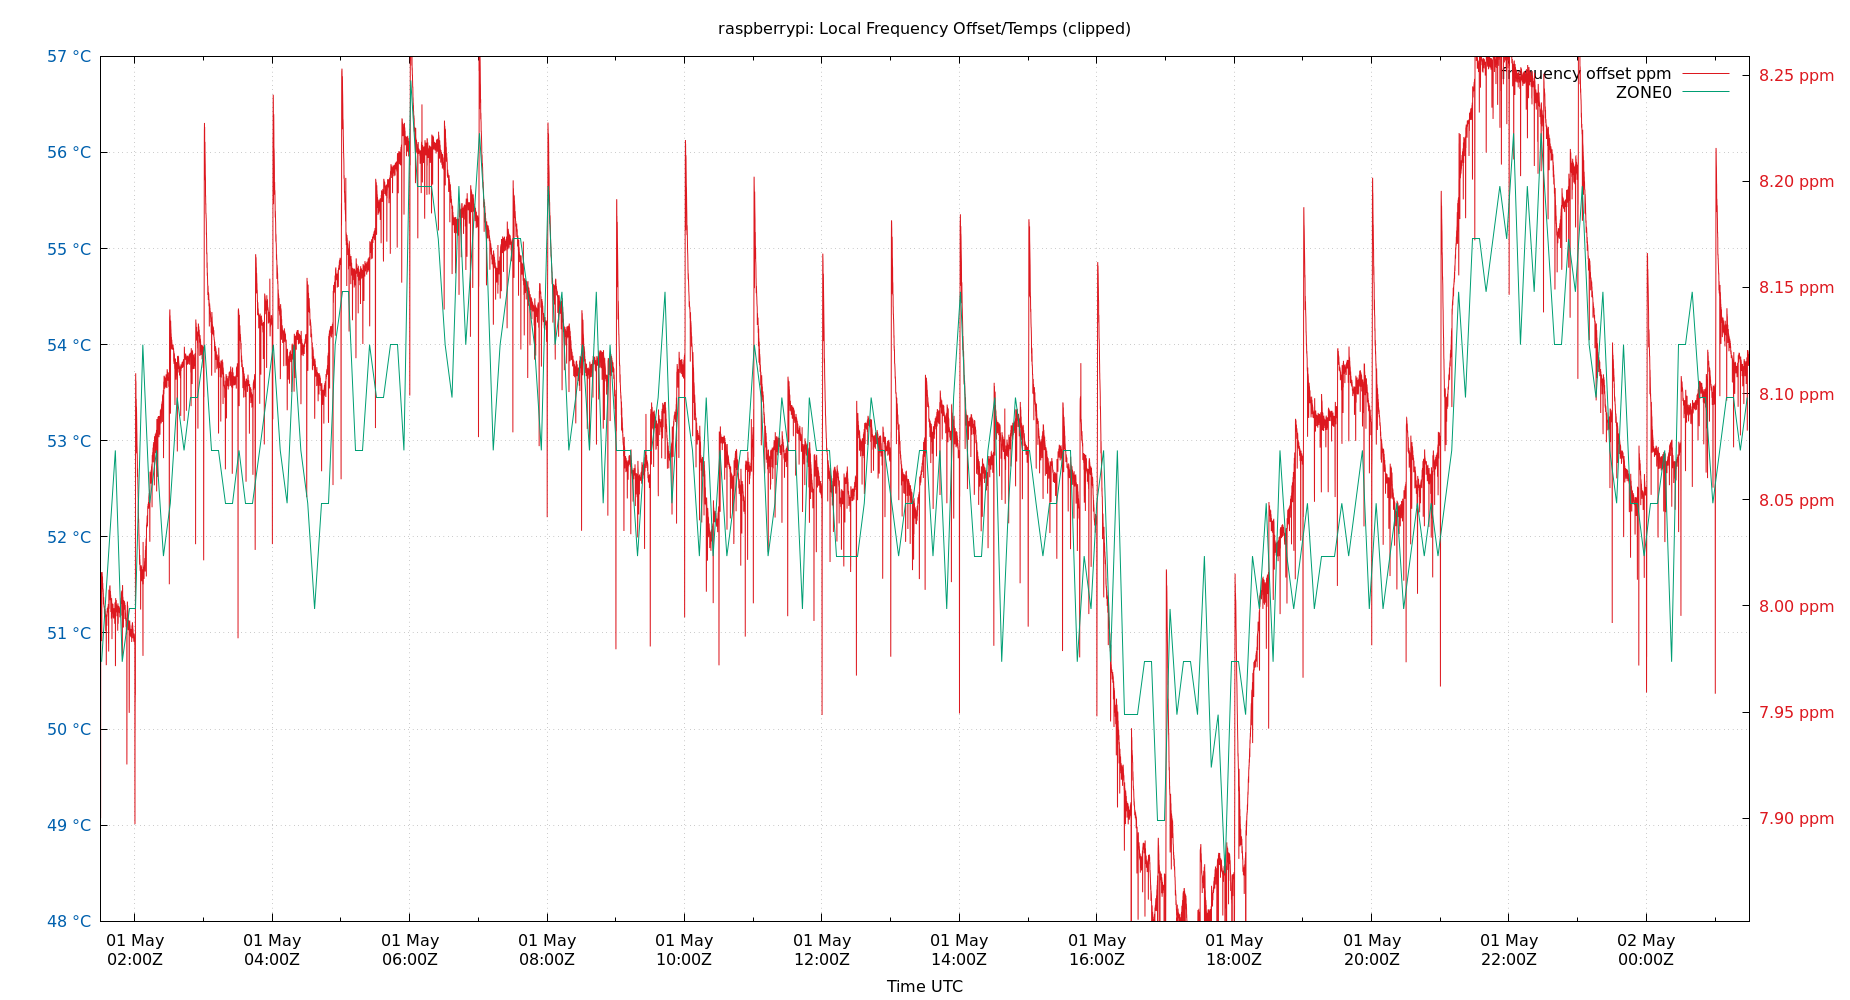 raspberrypi: Local Frequency Offset/Temps (clipped)
57 °C
56 °C
55 °C
54 °C
53 °C
52 °C
51 °C
50 °C
49 °C
48 °C
frequency offset ppm
ZONE0
8.25 ppm
8.20 ppm
8.15 ppm
8.10 ppm
8.05 ppm
8.00 ppm
7.95 ppm
7.90 ppm
01 May
02:00Z
01 May
04:00Z
01 May
06:00Z
01 May
08:00Z
01 May
10:00Z
01 May
12:00Z
01 May
14:00Z
01 May
16:00Z
01 May
18:00Z
01 May
20:00Z
01 May
22:00Z
02 May
00:00Z
Time UTC